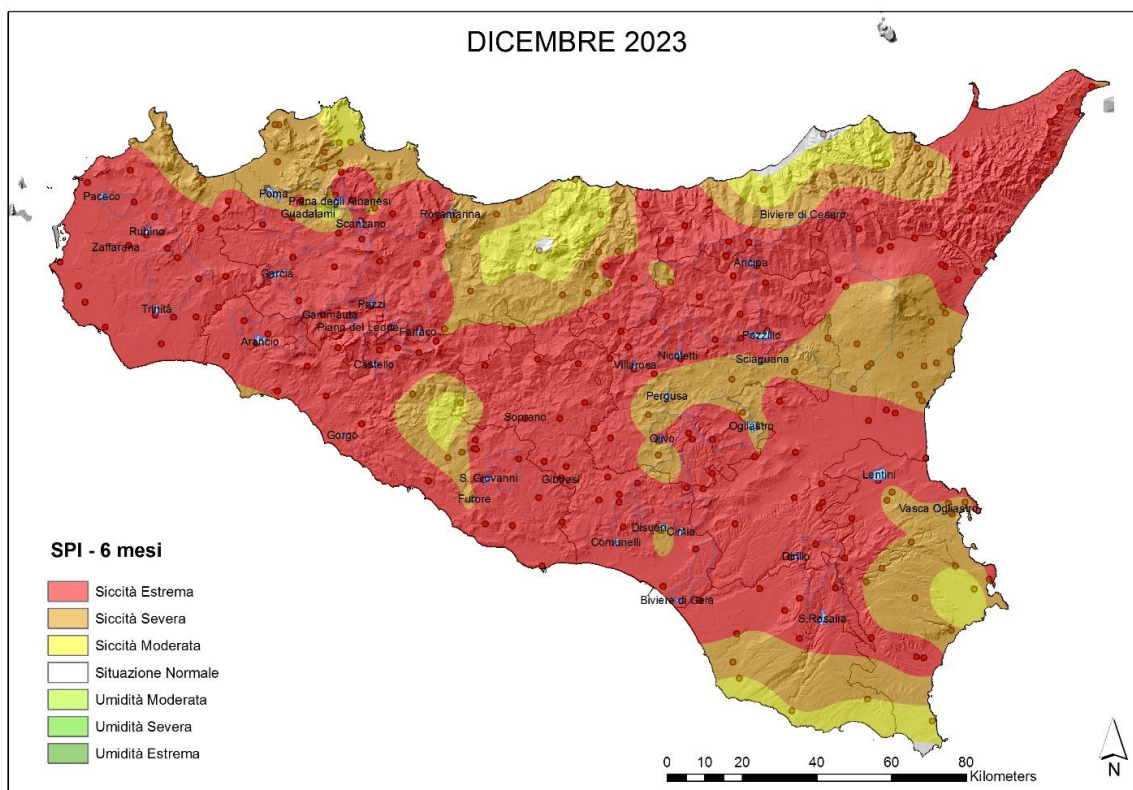 DICEMBRE 2023
Paceco
Poma
Piana degli Albanesi
Guadalami
Rosamarina
Scanzano
Biviere di Cesarò
Rubino
Zaffarana
Garcia
Ancipa
Trinità
Pozzi
Gammauta
Piano del Leone
Fanaco
Arancio
Castello
Pozzillo
Nicoletti
Sciaguana
Villarosa
Pergusa
Soprano
Ogliastro
Gorgo
Olivo
S. Giovanni
Gibbesi
Lentini
Furore
Vasca Ogliastro
Disueri
Cimia
Comunelli
Dirillo
Biviere di Gela
S.Rosalia
SPI - 6 mesi
Siccità Estrema
Siccità Severa
Siccità Moderata
Situazione Normale
Umidità Moderata
Umidità Severa
Umidità Estrema
0 10 20 40 60 80
Kilometers
N